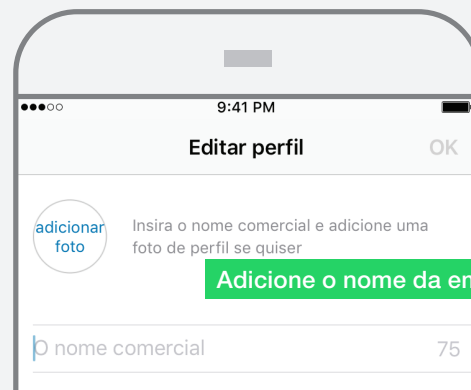 9:41 PM
Editar perfil
OK
adicionar
foto
Insira o nome comercial e adicione uma
foto de perfil se quiser
Adicione o nome da
O nome comercial
75